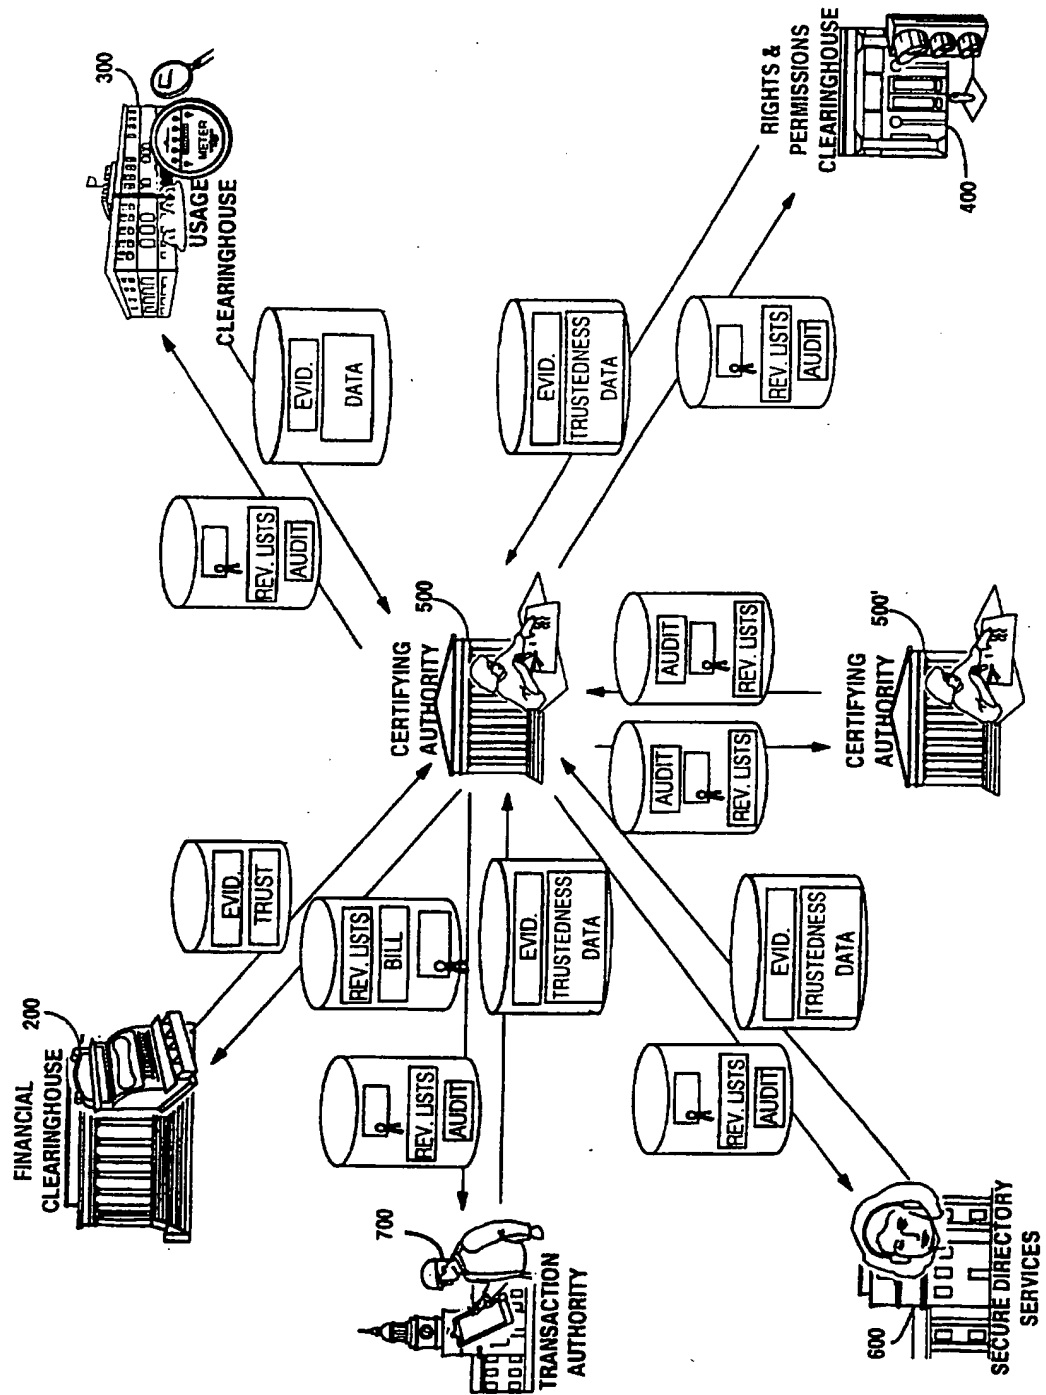 FINANCIAL
CLEARINGHOUSE
200
EVID.
TRUST
REV. LISTS
BILL
REV. LISTS
AUDIT
EVID.
TRUSTEDNESS
DATA
700
TRANSACTION
AUTHORITY
300
METER
USAGE
CLEARINGHOUSE
EVID.
DATA
REV. LISTS
AUDIT
CERTIFYING
AUTHORITY
500
EVID.
TRUSTEDNESS
DATA
REV. LISTS
AUDIT
RIGHTS &
PERMISSIONS
CLEARINGHOUSE
400
AUDIT
REV. LISTS
AUDIT
REV. LISTS
CERTIFYING
AUTHORITY
500'
REV. LISTS
AUDIT
EVID.
TRUSTEDNESS
DATA
600
SECURE DIRECTORY
SERVICES